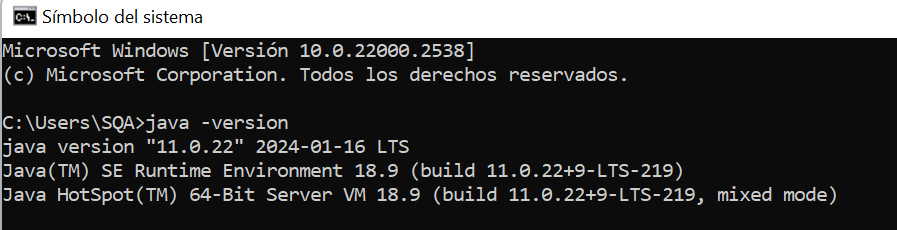 Símbolo del sistema
Microsoft Windows [Versión 10.0.22000.2538]
(c) Microsoft Corporation. Todos los derechos reservados.
C:\Users\SQA>java -version
java version "11.0.22" 2024-01-16 LTS
Java(TM) SE Runtime Environment 18.9 (build 11.0.22+9-LTS-219)
Java HotSpot(TM) 64-Bit Server VM 18.9 (build 11.0.22+9-LTS-219, mixed mode)